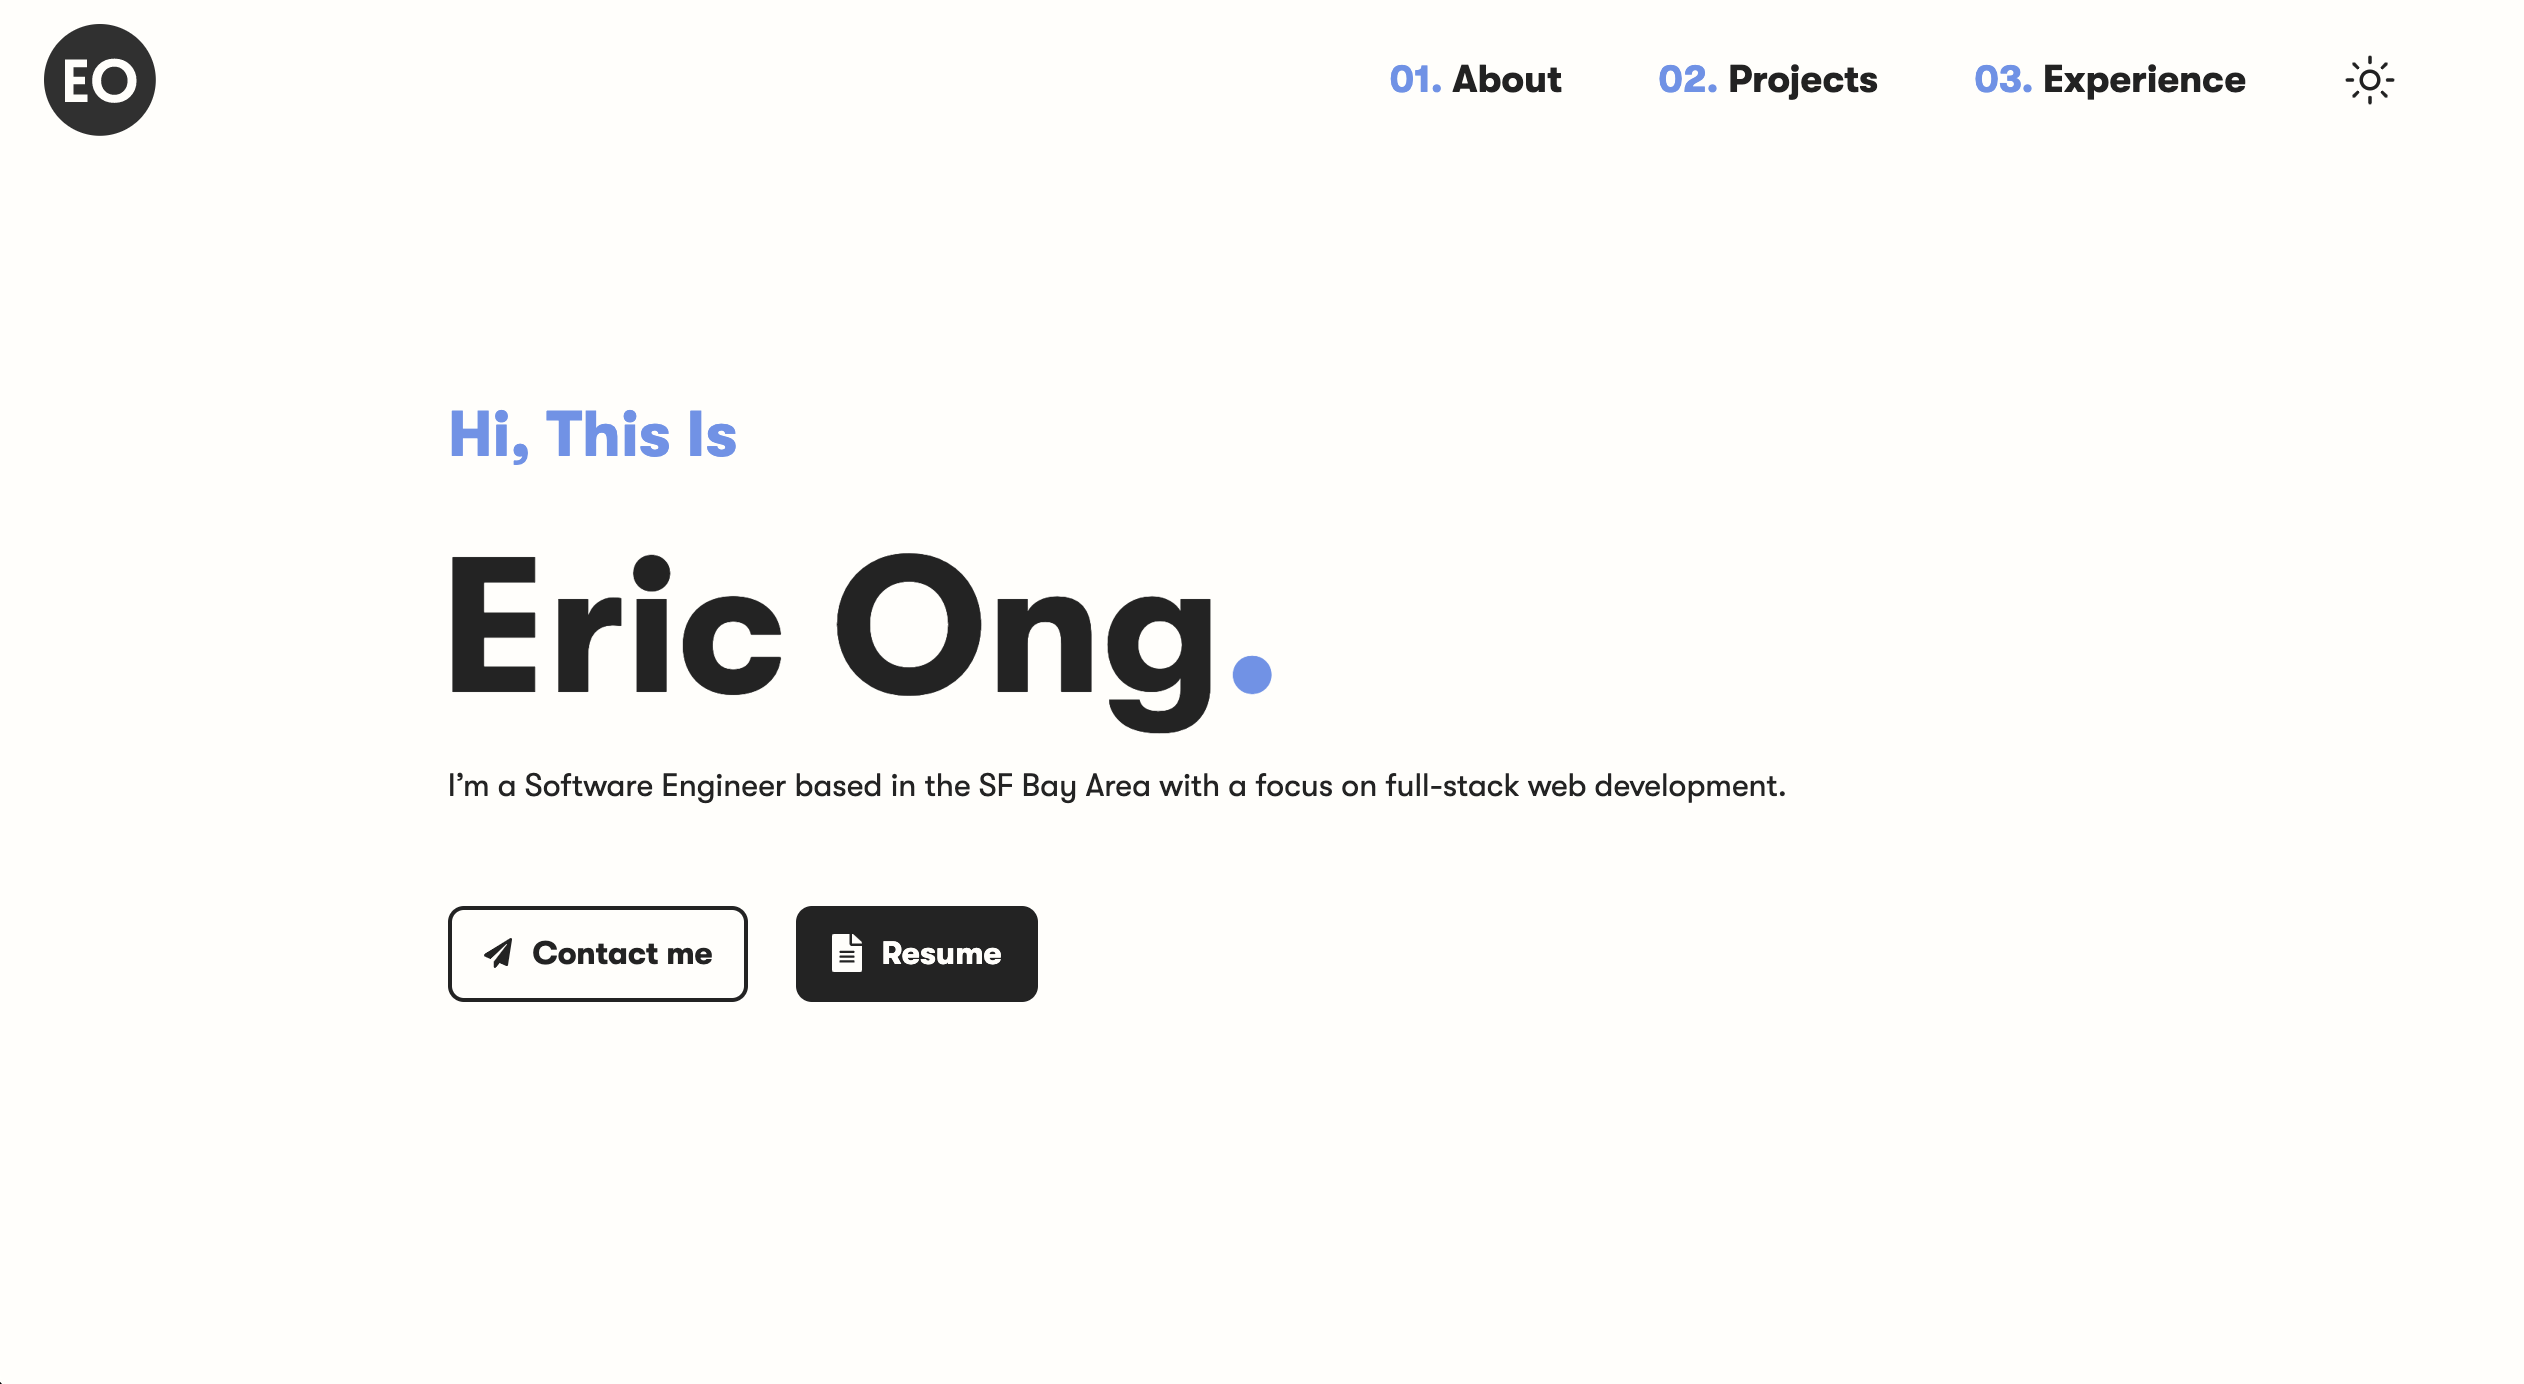 EO
01. About
02. Projects
03. Experience
Hi, This Is
Eric Ong.
I’m a Software Engineer based in the SF Bay Area with a focus on full-stack web development.
Contact me
Resume